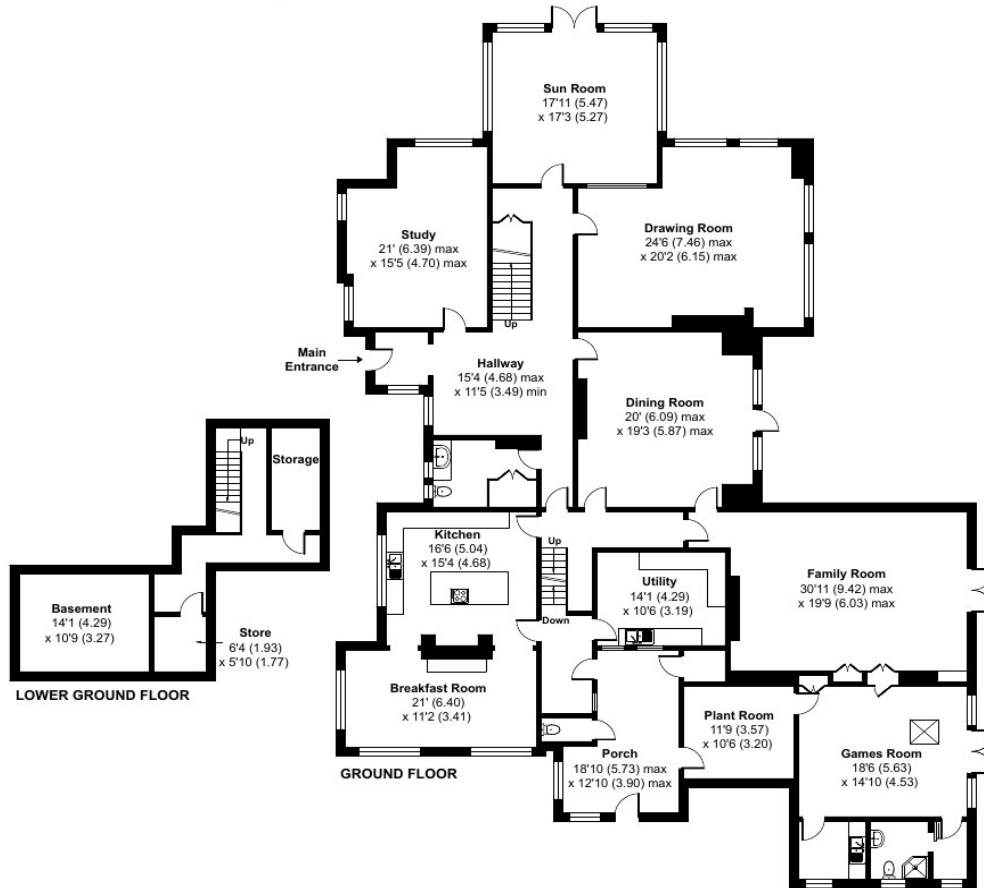 Sun Room
17'11 (5.47)
x 17'3 (5.27)
Study
21' (6.39) max
x 15'5 (4.70) max
Drawing Room
24'6 (7.46) max
x 20'2 (6.15) max
Up
Main
Entrance
Hallway
15'4 (4.68) max
x 11'5 (3.49) min
Dining Room
20' (6.09) max
x 19'3 (5.87) max
Up
Storage
Basement
14'1 (4.29)
x 10'9 (3.27)
Store
6'4 (1.93)
x 5'10 (1.77)
LOWER GROUND FLOOR
Kitchen
16'6 (5.04)
x 15'4 (4.68)
Up
Utility
14'1 (4.29)
x 10'6 (3.19)
Family Room
30'11 (9.42) max
x 19'9 (6.03) max
Down
Breakfast Room
21' (6.40)
x 11'2 (3.41)
Plant Room
11'9 (3.57)
x 10'6 (3.20)
Games Room
18'6 (5.63)
x 14'10 (4.53)
Porch
18'10 (5.73) max
x 12'10 (3.90) max
GROUND FLOOR